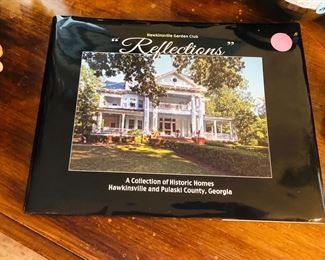 Hawkinsville Garden Club
"Reflections"
A Collection of Historic Homes
Hawkinsville and Pulaski County, Georgia